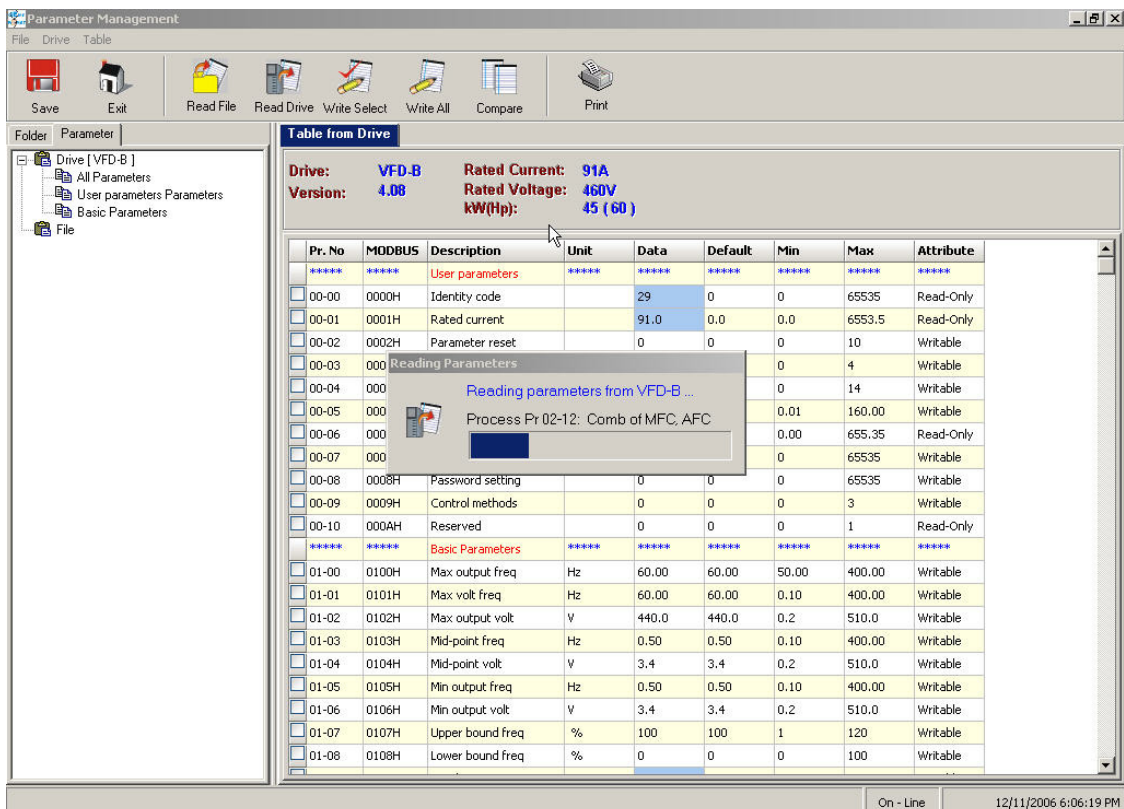 Parameter Management
File Drive Table
Save Exit Read File Read Drive Write Select Write All Compare Print
Folder Parameter
Drive [ VFD-B ]
All Parameters
User parameters Parameters
Basic Parameters
File
Table from Drive
Drive: VFD-B Rated Current: 91A
Version: 4.08 Rated Voltage: 460V
kW(Hp): 45 ( 60 )
Pr. No MODBUS Description Unit Data Default Min Max Attribute
***** ***** User parameters ***** ***** ***** ***** ***** *****
00-00 0000H Identity code 29 0 0 65535 Read-Only
00-01 0001H Rated current 91.0 0.0 0.0 6553.5 Read-Only
00-02 0002H Parameter reset 0 0 0 10 Writable
00-03 000 0 4 Writable
00-04 000 0 14 Writable
00-05 000 0.01 160.00 Writable
00-06 000 0.00 655.35 Read-Only
00-07 000 0 65535 Writable
00-08 0008H Password setting 0 0 0 65535 Writable
00-09 0009H Control methods 0 0 0 3 Writable
00-10 000AH Reserved 0 0 0 1 Read-Only
***** ***** Basic Parameters ***** ***** ***** ***** ***** *****
01-00 0100H Max output freq Hz 60.00 60.00 50.00 400.00 Writable
01-01 0101H Max volt freq Hz 60.00 60.00 0.10 400.00 Writable
01-02 0102H Max output volt V 440.0 440.0 0.2 510.0 Writable
01-03 0103H Mid-point freq Hz 0.50 0.50 0.10 400.00 Writable
01-04 0104H Mid-point volt V 3.4 3.4 0.2 510.0 Writable
01-05 0105H Min output freq Hz 0.50 0.50 0.10 400.00 Writable
01-06 0106H Min output volt V 3.4 3.4 0.2 510.0 Writable
01-07 0107H Upper bound freq % 100 100 1 120 Writable
01-08 0108H Lower bound freq % 0 0 0 100 Writable
Reading Parameters
Reading parameters from VFD-B ...
Process Pr 02-12: Comb of MFC, AFC
On - Line 12/11/2006 6:06:19 PM